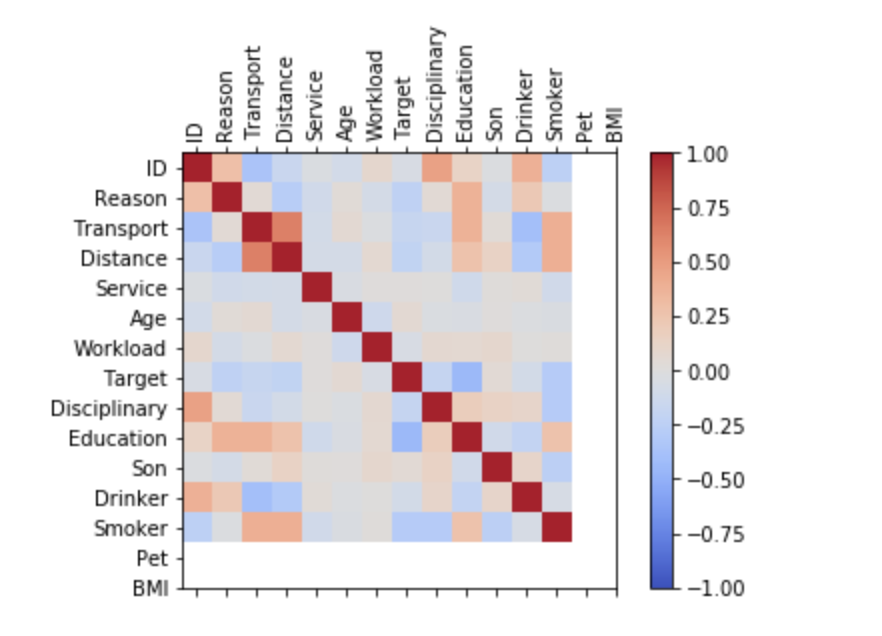 ID
Reason
Transport
Distance
Service
Age
Workload
Target
Disciplinary
Education
Son
Drinker
Smoker
Pet
BMI
ID
Reason
Transport
Distance
Service
Age
Workload
Target
Disciplinary
Education
Son
Drinker
Smoker
Pet
BMI
1.00
0.75
0.50
0.25
0.00
−0.25
−0.50
−0.75
−1.00